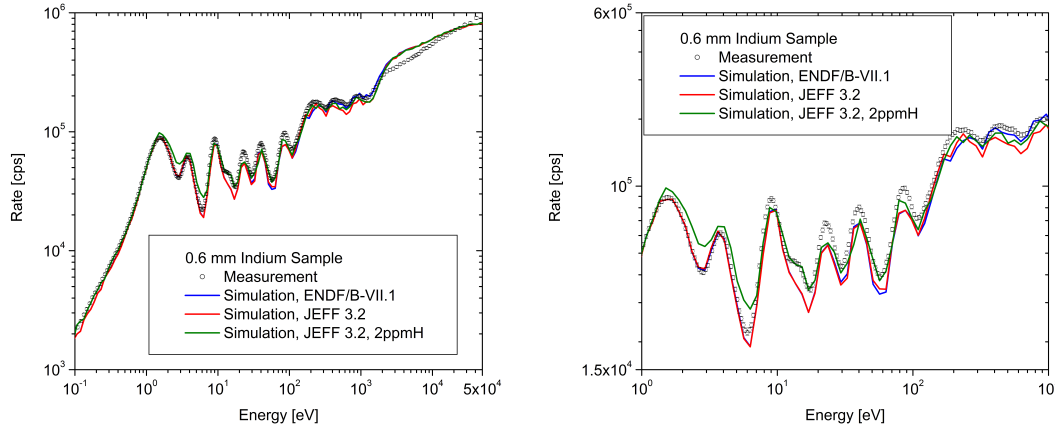 10^6
10^5
10^4
10^3
Rate [cps]
0.6 mm Indium Sample
Measurement
Simulation, ENDF/B-VII.1
Simulation, JEFF 3.2
Simulation, JEFF 3.2, 2ppmH
10^-1 10^0 10^1 10^2 10^3 10^4 5x10^4
Energy [eV]
6x10^5
10^5
1.5x10^4
Rate [cps]
0.6 mm Indium Sample
Measurement
Simulation, ENDF/B-VII.1
Simulation, JEFF 3.2
Simulation, JEFF 3.2, 2ppmH
10^0 10^1 10^2
Energy [eV]